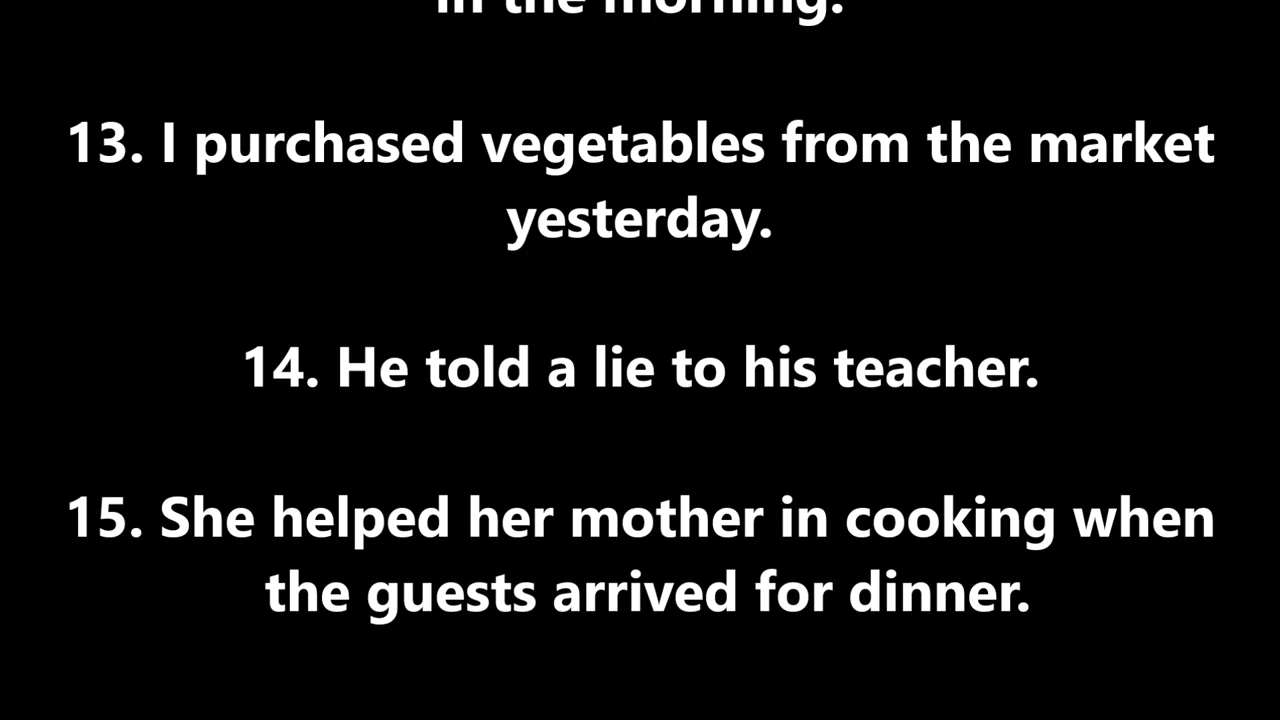 in the morning.
13. I purchased vegetables from the market
yesterday.
14. He told a lie to his teacher.
15. She helped her mother in cooking when
the guests arrived for dinner.